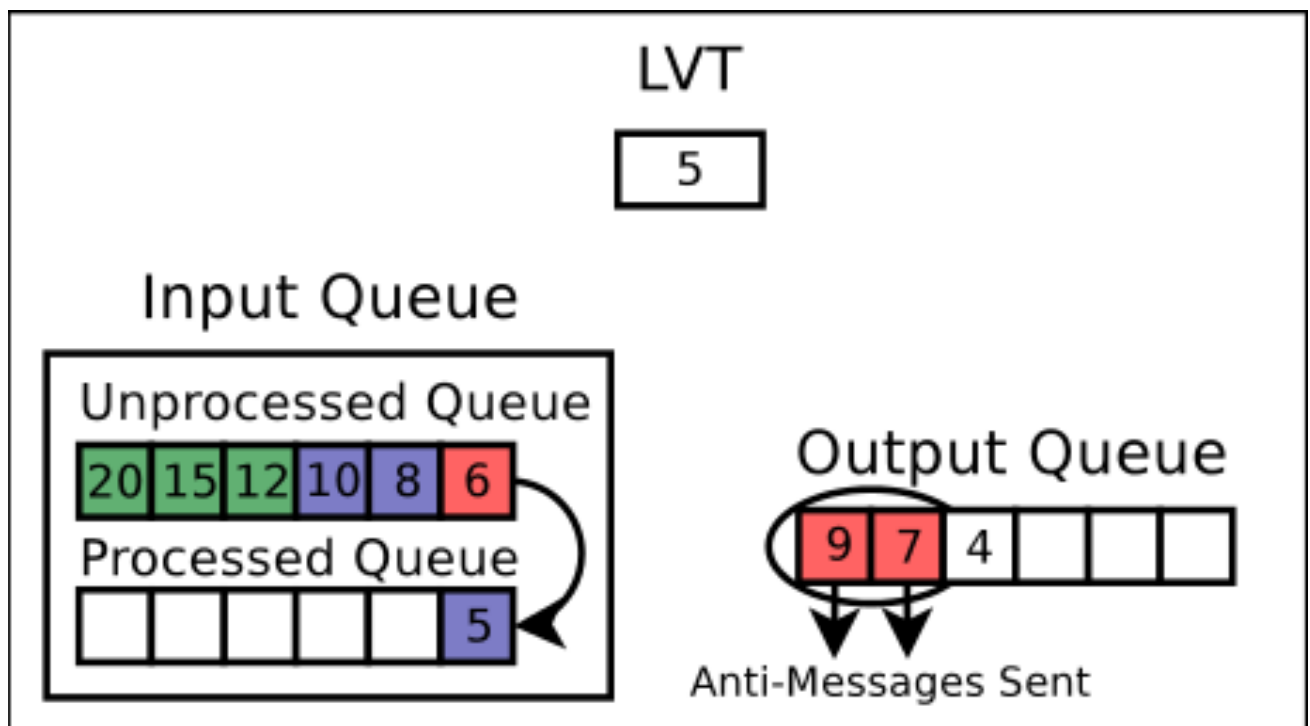 LVT
5
Input Queue
Unprocessed Queue
20 15 12 10 8 6
Processed Queue
5
Output Queue
9 7 4
Anti-Messages Sent